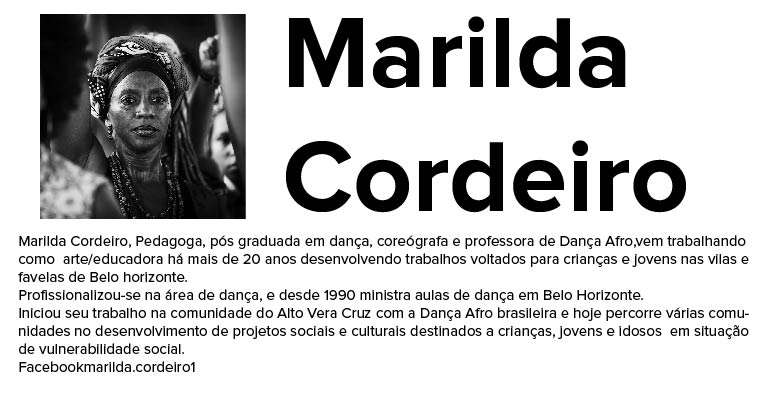 Marilda
Cordeiro
Marilda Cordeiro, Pedagoga, pós graduada em dança, coreógrafa e professora de Dança Afro,vem trabalhando
como  arte/educadora há mais de 20 anos desenvolvendo trabalhos voltados para crianças e jovens nas vilas e
favelas de Belo horizonte.
Profissionalizou-se na área de dança, e desde 1990 ministra aulas de dança em Belo Horizonte.
Iniciou seu trabalho na comunidade do Alto Vera Cruz com a Dança Afro brasileira e hoje percorre várias comu-
nidades no desenvolvimento de projetos sociais e culturais destinados a crianças, jovens e idosos  em situação
de vulnerabilidade social.
Facebookmarilda.cordeiro1